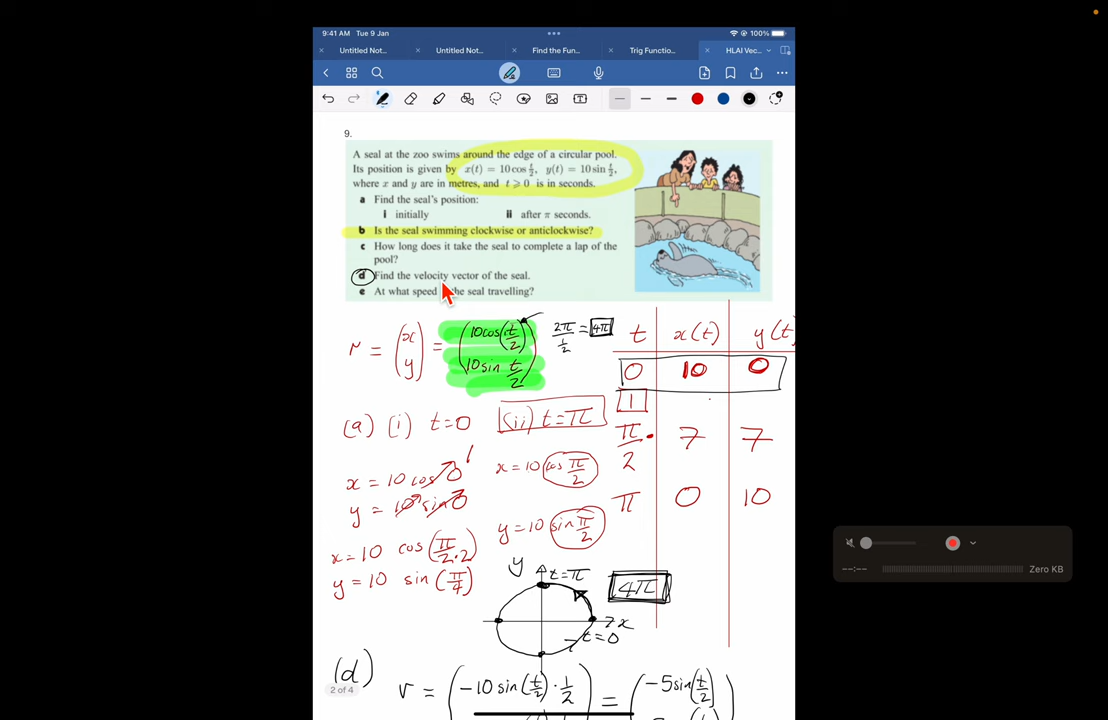 9:41 AM Tue 9 Jan
100%
Untitled Not...
Untitled Not...
Find the Fun...
Trig Functio...
HLAI Vec...
9.
A seal at the zoo swims around the edge of a circular pool.
Its position is given by x(t) = 10 cos t/2, y(t) = 10 sin t/2,
where x and y are in metres, and t ⩾ 0 is in seconds.
a Find the seal's position:
i initially ii after π seconds.
b Is the seal swimming clockwise or anticlockwise?
c How long does it take the seal to complete a lap of the
pool?
d Find the velocity vector of the seal.
e At what speed the seal travelling?
r = (x y) = (10cos(t/2) 10sin t/2)
2π / 1/2 = 4π
t x(t) y(t)
0 10 0
1
π/2 7 7
π 0 10
(a) (i) t=0
x = 10 cos 0 1
y = 10 sin 0
x = 10 cos(π/2·2)
y = 10 sin(π/4)
(ii) t = π
x = 10 cos π/2
y = 10 sin π/2
y
t = π
x
t = 0
4π
(d)
v = (-10 sin(t/2) · 1/2) = (-5sin(t/2)
2 of 4
--:--
Zero KB